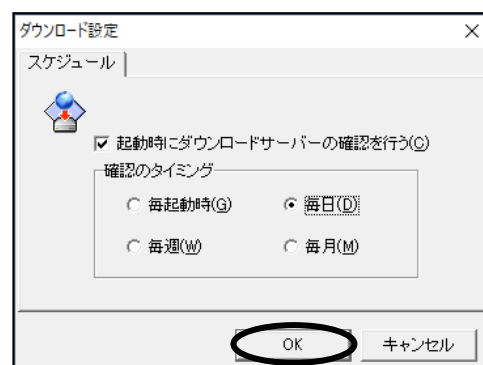 ダウンロード設定
スケジュール
起動時にダウンロードサーバーの確認を行う(C)
確認のタイミング
毎起動時(G) 毎日(D)
毎週(W) 毎月(M)
OK キャンセル